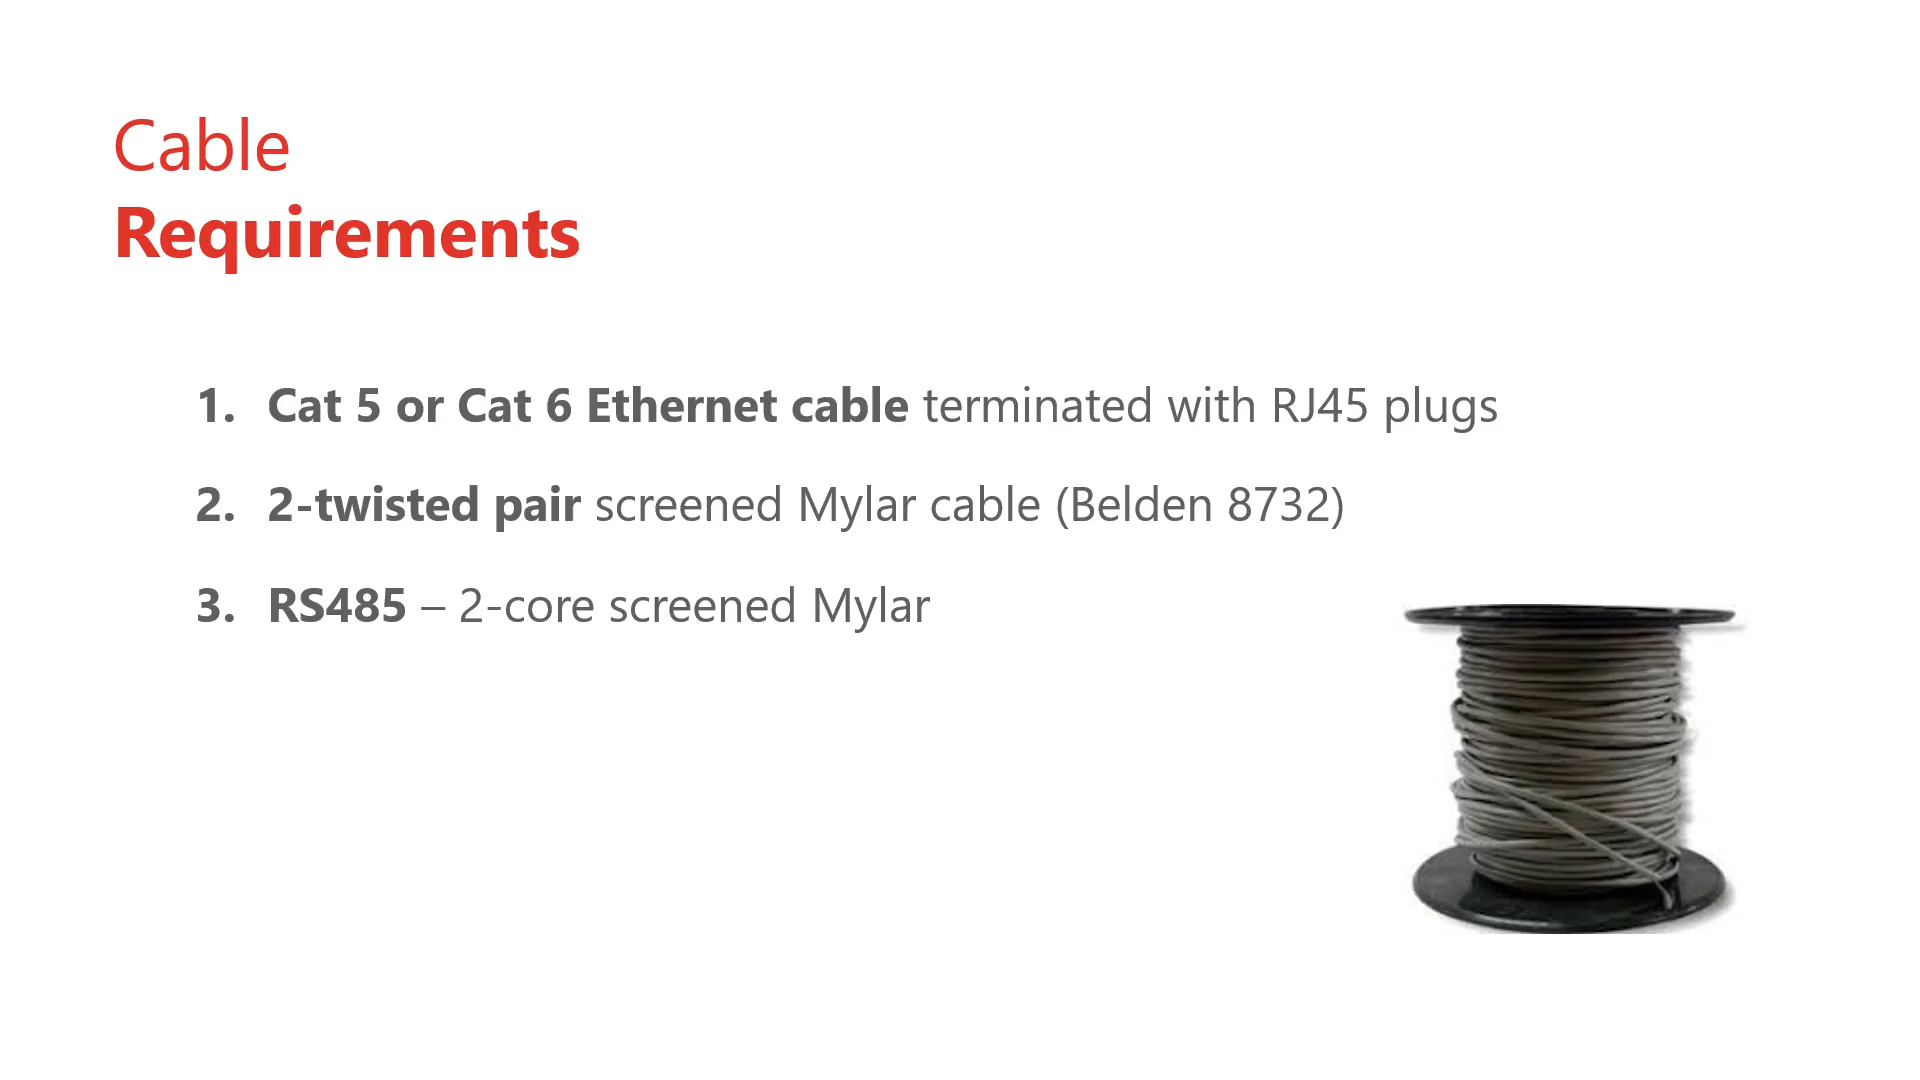 Cable
Requirements
1. Cat 5 or Cat 6 Ethernet cable terminated with RJ45 plugs
2. 2-twisted pair screened Mylar cable (Belden 8732)
3. RS485 – 2-core screened Mylar